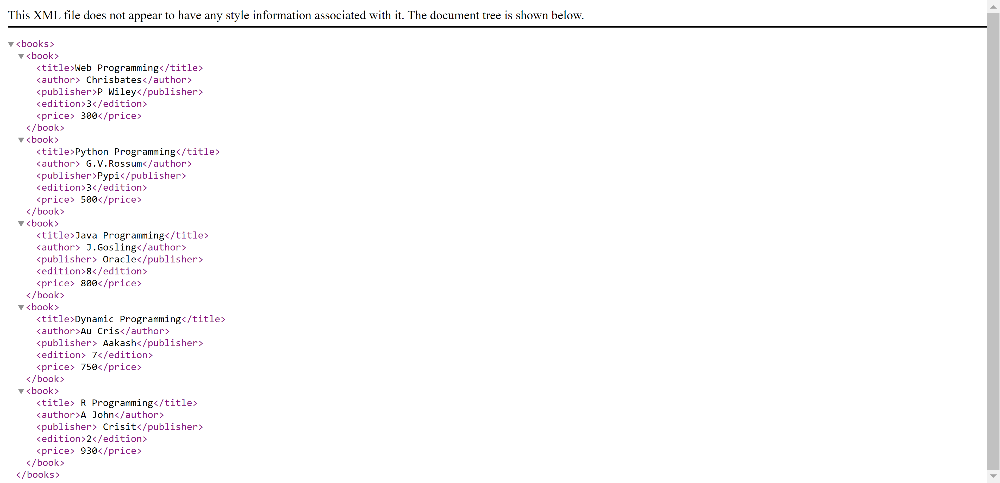 This XML file does not appear to have any style information associated with it. The document tree is shown below.
<books>
<book>
<title>Web Programming</title>
<author> Chrisbates</author>
<publisher>P Wiley</publisher>
<edition>3</edition>
<price> 300</price>
</book>
<book>
<title>Python Programming</title>
<author> G.V.Rossum</author>
<publisher>Pypi</publisher>
<edition>3</edition>
<price> 500</price>
</book>
<book>
<title>Java Programming</title>
<author> J.Gosling</author>
<publisher> Oracle</publisher>
<edition>8</edition>
<price> 800</price>
</book>
<book>
<title>Dynamic Programming</title>
<author>Au Cris</author>
<publisher> Aakash</publisher>
<edition> 7</edition>
<price> 750</price>
</book>
<book>
<title> R Programming</title>
<author>A John</author>
<publisher> Crisit</publisher>
<edition>2</edition>
<price> 930</price>
</book>
</books>